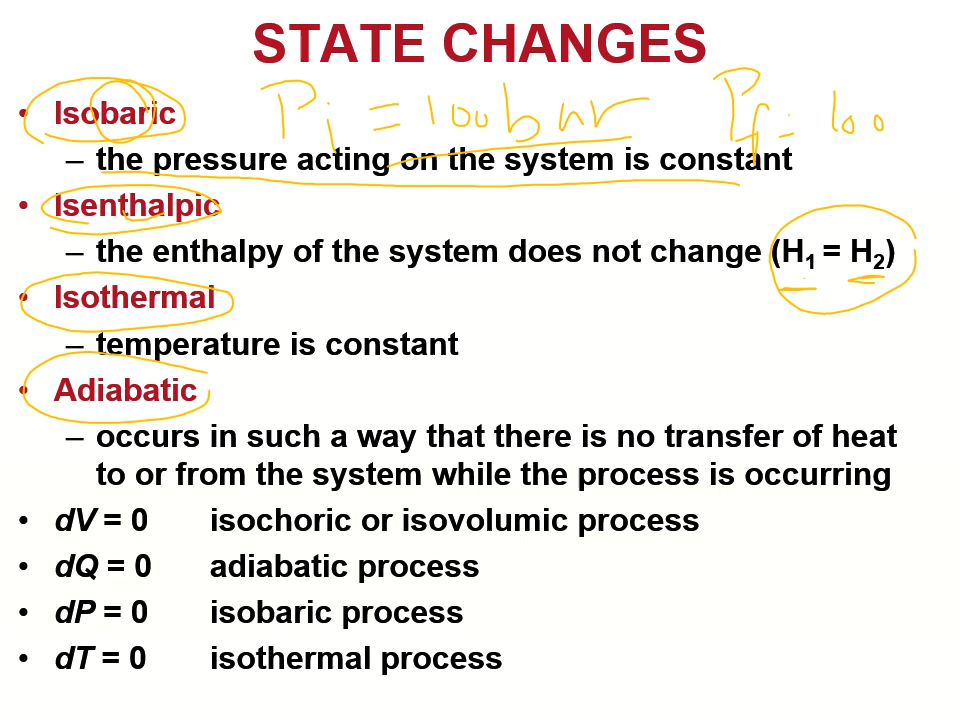 STATE CHANGES
• Isobaric Pi = 100 bar Pf = 100
– the pressure acting on the system is constant
• Isenthalpic
– the enthalpy of the system does not change (H₁ = H₂)
• Isothermal
– temperature is constant
• Adiabatic
– occurs in such a way that there is no transfer of heat
to or from the system while the process is occurring
• dV = 0 isochoric or isovolumic process
• dQ = 0 adiabatic process
• dP = 0 isobaric process
• dT = 0 isothermal process